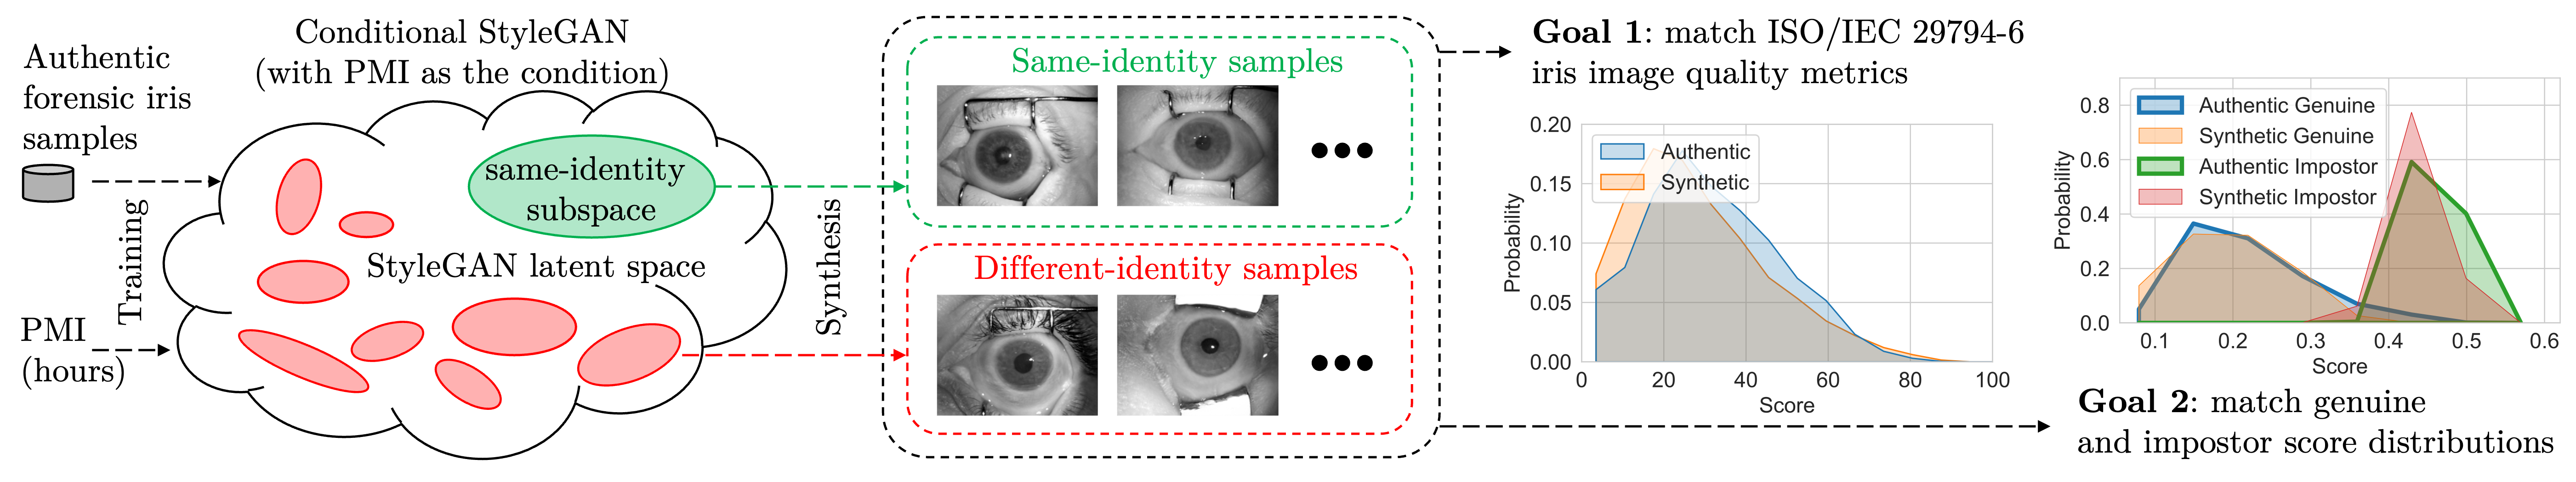 Authentic
forensic iris
samples
Training
PMI
(hours)
Conditional StyleGAN
(with PMI as the condition)
same-identity
subspace
StyleGAN latent space
Synthesis
Same-identity samples
Different-identity samples
Goal 1: match ISO/IEC 29794-6
iris image quality metrics
0.20
0.15
0.10
0.05
0.00
Probability
Authentic
Synthetic
0 20 40 60 80 100
Score
0.8
0.6
0.4
0.2
0.0
Probability
Authentic Genuine
Synthetic Genuine
Authentic Impostor
Synthetic Impostor
0.1 0.2 0.3 0.4 0.5 0.6
Score
Goal 2: match genuine
and impostor score distributions